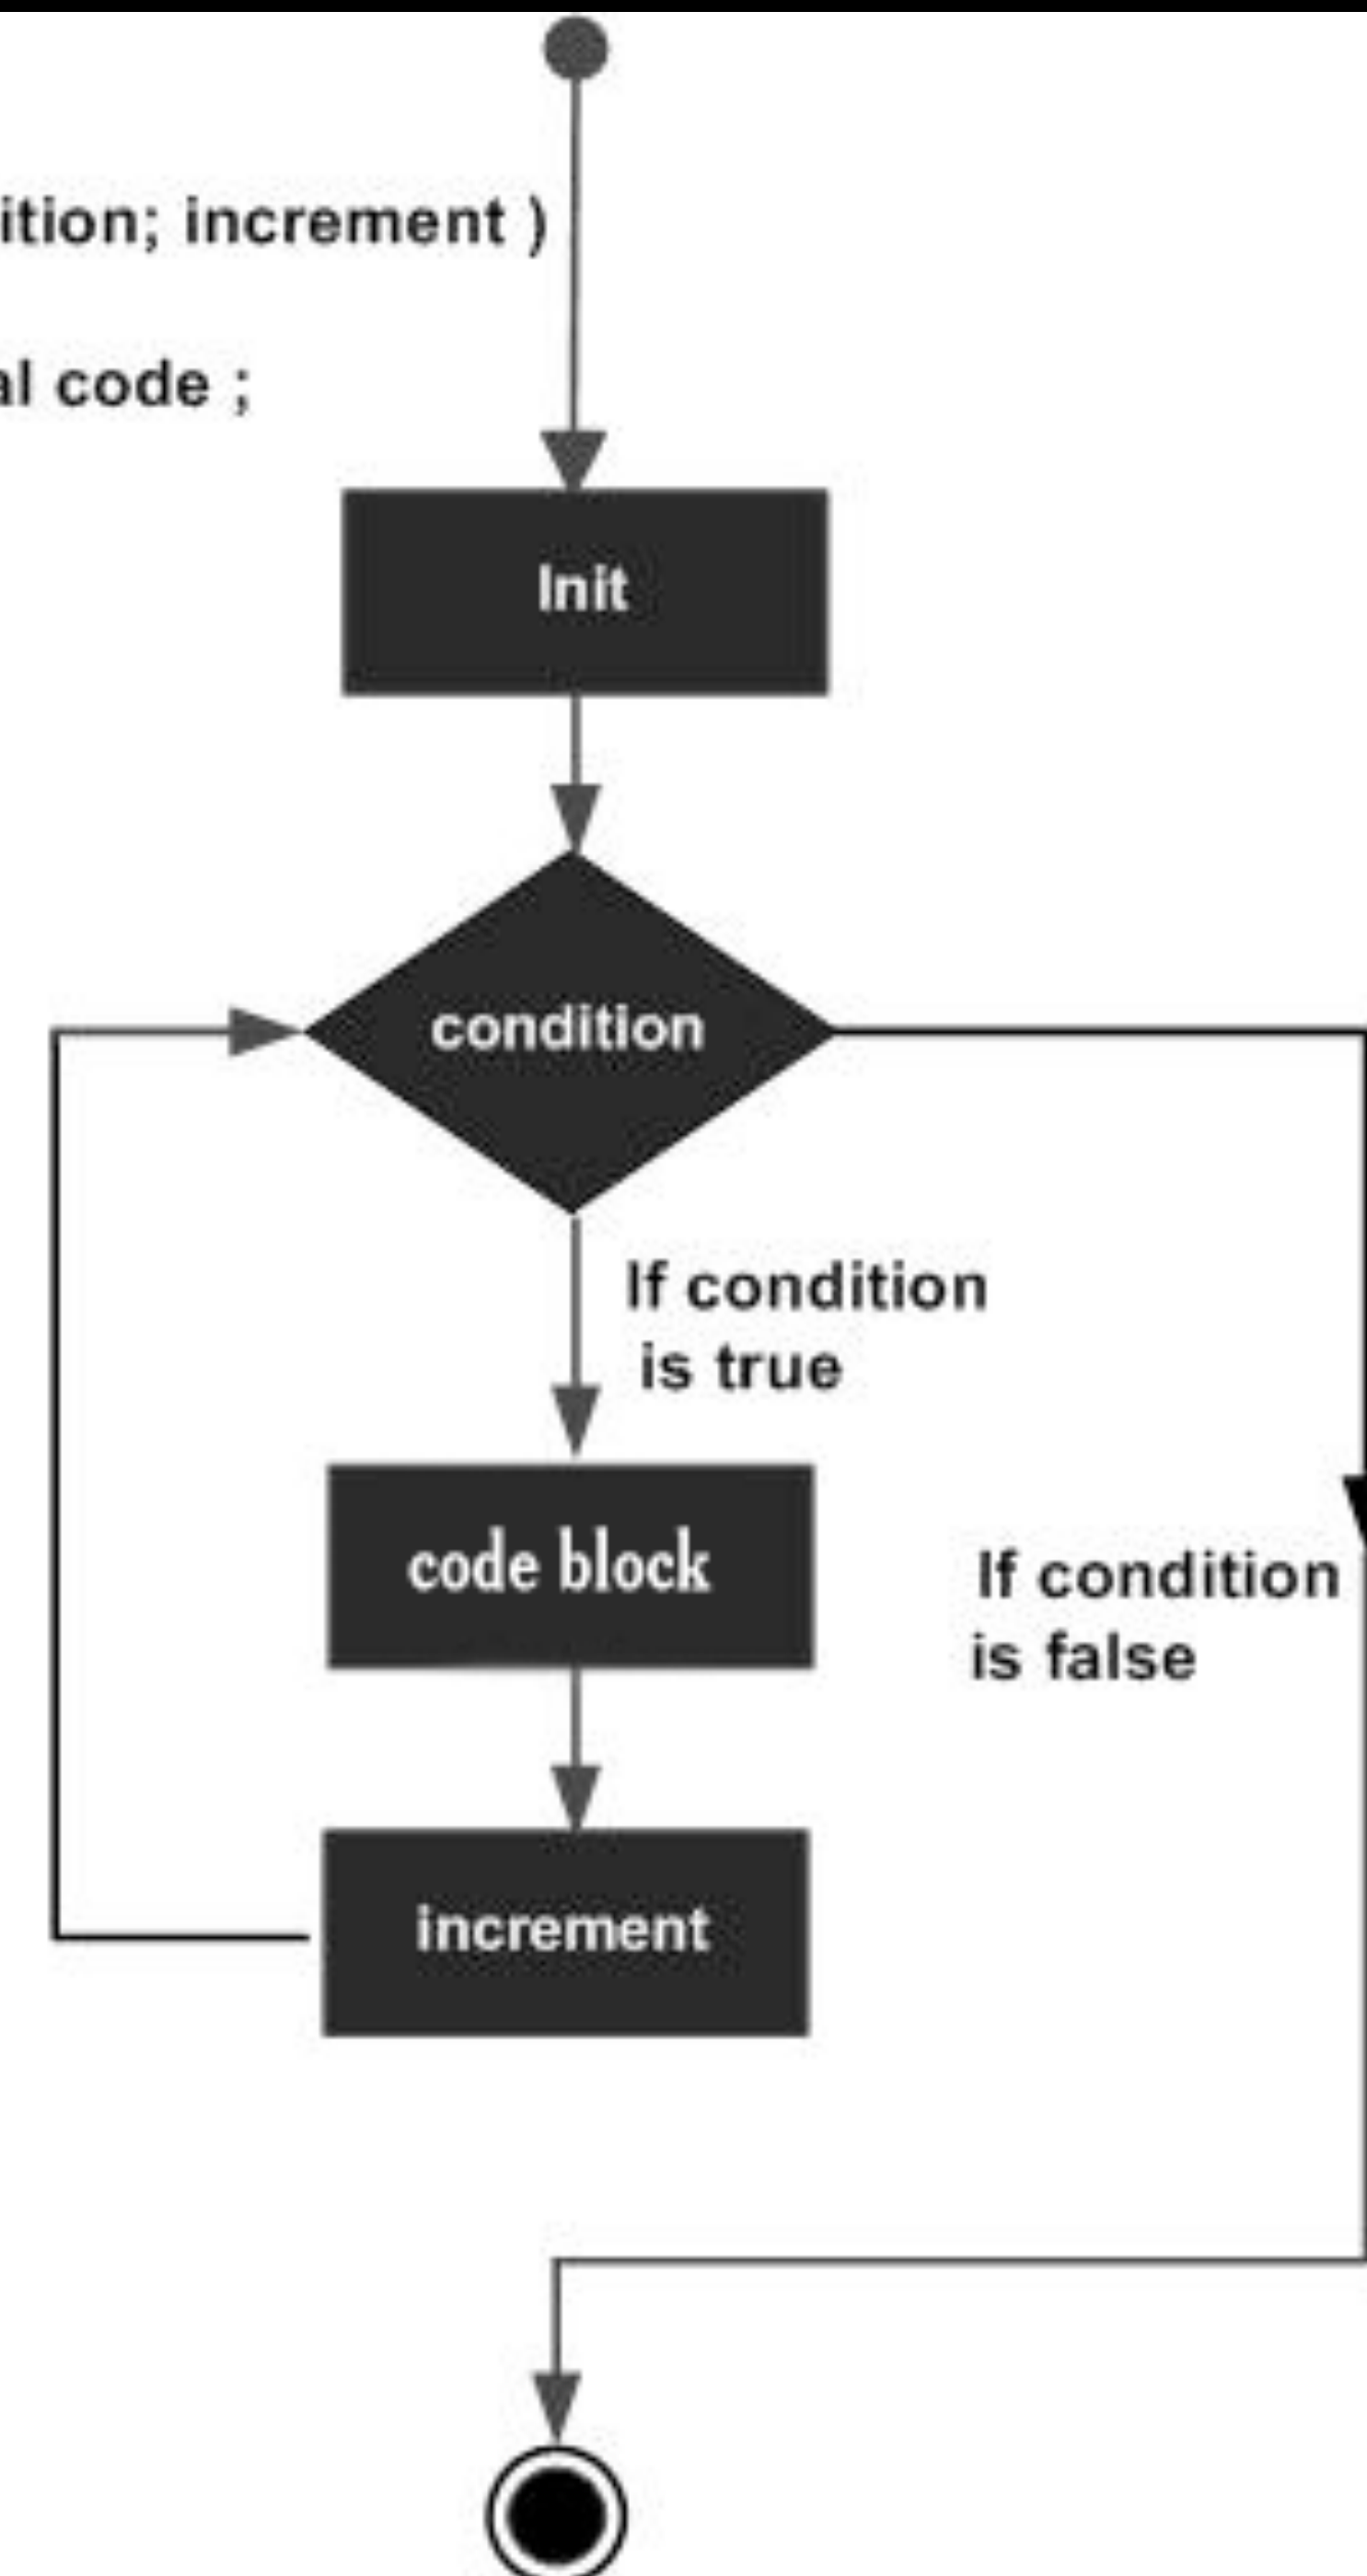 ition; increment )
al code ;
Init
condition
If condition
is true
code block
If condition
is false
increment